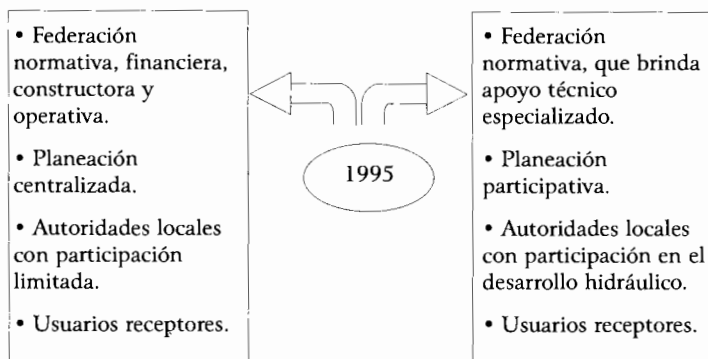 • Federación
normativa, financiera,
constructora y
operativa.
• Planeación
centralizada.
• Autoridades locales
con participación
limitada.
• Usuarios receptores.
1995
• Federación
normativa, que brinda
apoyo técnico
especializado.
• Planeación
participativa.
• Autoridades locales
con participación en el
desarrollo hidráulico.
• Usuarios receptores.